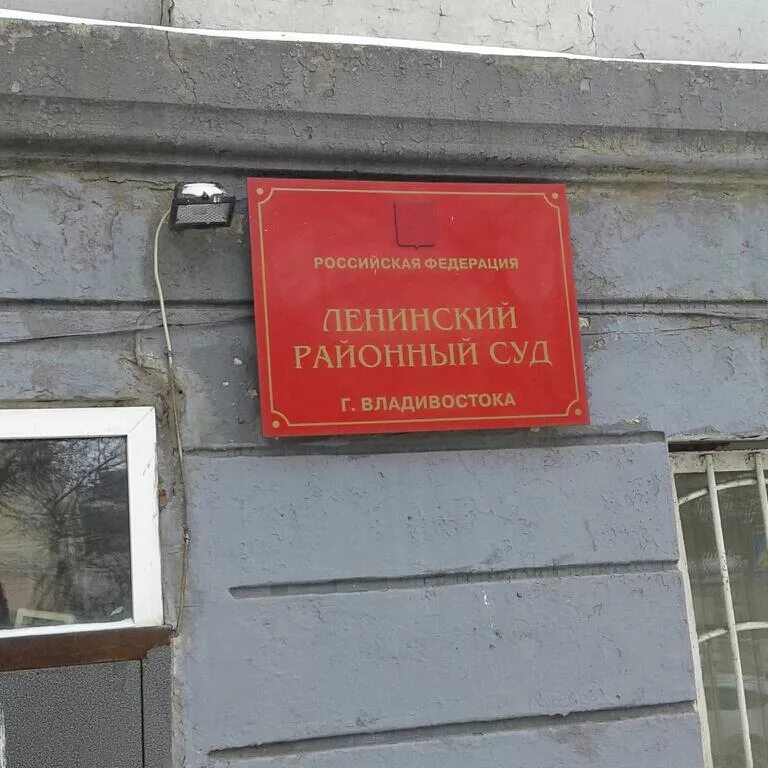 РОССИЙСКАЯ ФЕДЕРАЦИЯ
ЛЕНИНСКИЙ
РАЙОННЫЙ СУД
Г. ВЛАДИВОСТОКА